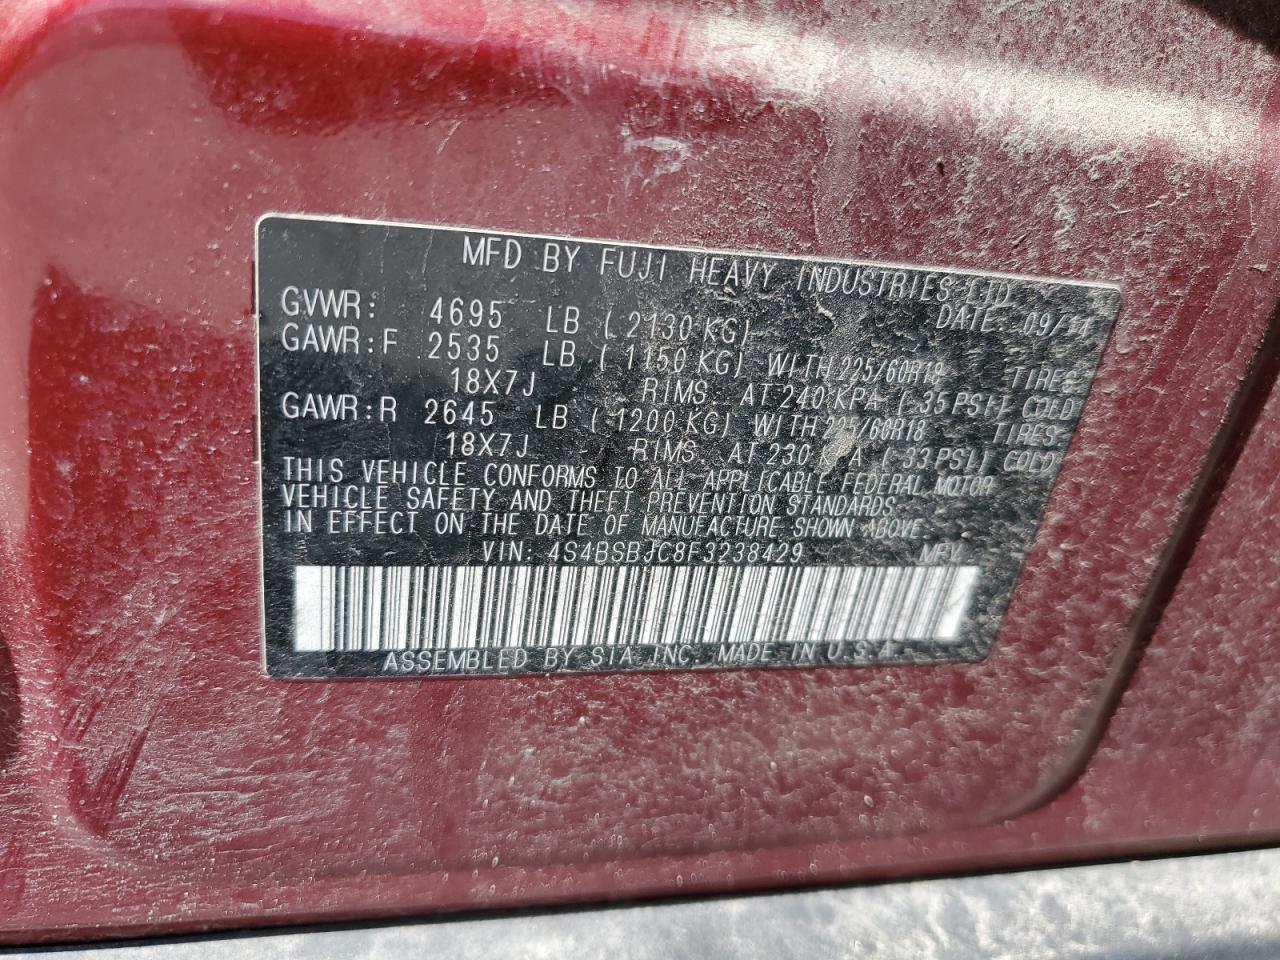 MFD BY FUJI HEAVY INDUSTRIES LTD
DATE: 09/14
GVWR: 4695 LB (2130 KG)
GAWR:F 2535 LB (1150 KG) WITH 225/60R18 TIRES
18X7J RIMS AT 240 KPA (35 PSI) COLD
GAWR:R 2645 LB (1200 KG) WITH 225/60R18 TIRES
18X7J RIMS AT 230 KPA (33 PSI) COLD
THIS VEHICLE CONFORMS TO ALL APPLICABLE FEDERAL MOTOR
VEHICLE SAFETY AND THEFT PREVENTION STANDARDS
IN EFFECT ON THE DATE OF MANUFACTURE SHOWN ABOVE.
VIN: 4S4BSBJC8F3238429 MPV
ASSEMBLED BY SIA INC. MADE IN U.S.A.